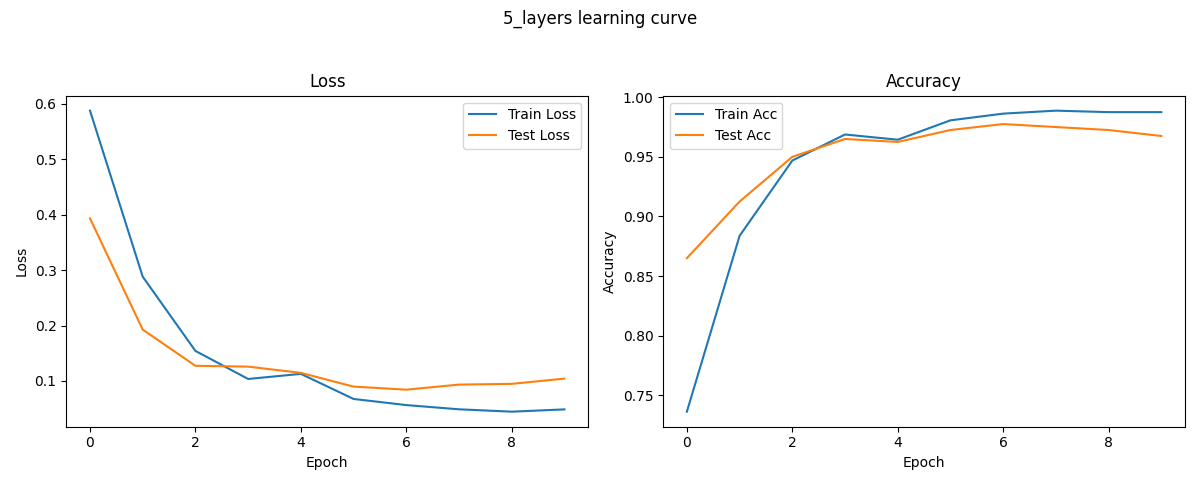 5_layers learning curve
Loss
Train Loss
Test Loss
0.6
0.5
0.4
0.3
0.2
0.1
Loss
0
2
4
6
8
Epoch
Accuracy
Train Acc
Test Acc
1.00
0.95
0.90
0.85
0.80
0.75
Accuracy
0
2
4
6
8
Epoch